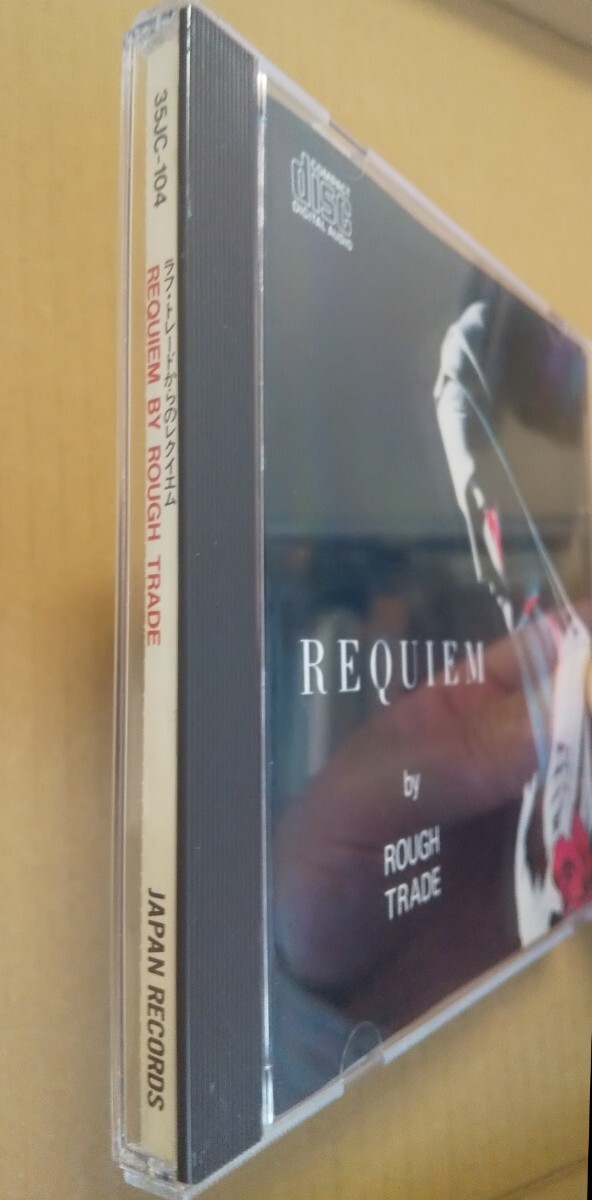 35JC-104
ラフ・トレードからのレクイエム
REQUIEM BY ROUGH TRADE
JAPAN RECORDS
COMPACT
disc
DIGITAL AUDIO
REQUIEM
by
ROUGH
TRADE